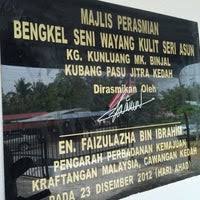 MAJLIS PERASMIAN
BENGKEL SENI WAYANG KULIT SERI ASUN
KG. KUNLUANG MK. BINJAL
KUBANG PASU JITRA KEDAH
Dirasmikan Oleh
EN. FAIZULAZHA BIN IBRAHIM
PENGARAH PERBADANAN KEMAJUAN
KRAFTANGAN MALAYSIA, CAWANGAN KEDAH
PADA 23 DISEMBER 2012 (HARI AHAD)